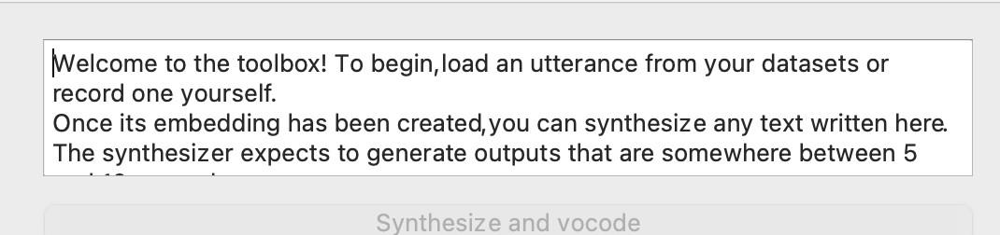 Welcome to the toolbox! To begin,load an utterance from your datasets or
record one yourself.
Once its embedding has been created,you can synthesize any text written here.
The synthesizer expects to generate outputs that are somewhere between 5
Synthesize and vocode